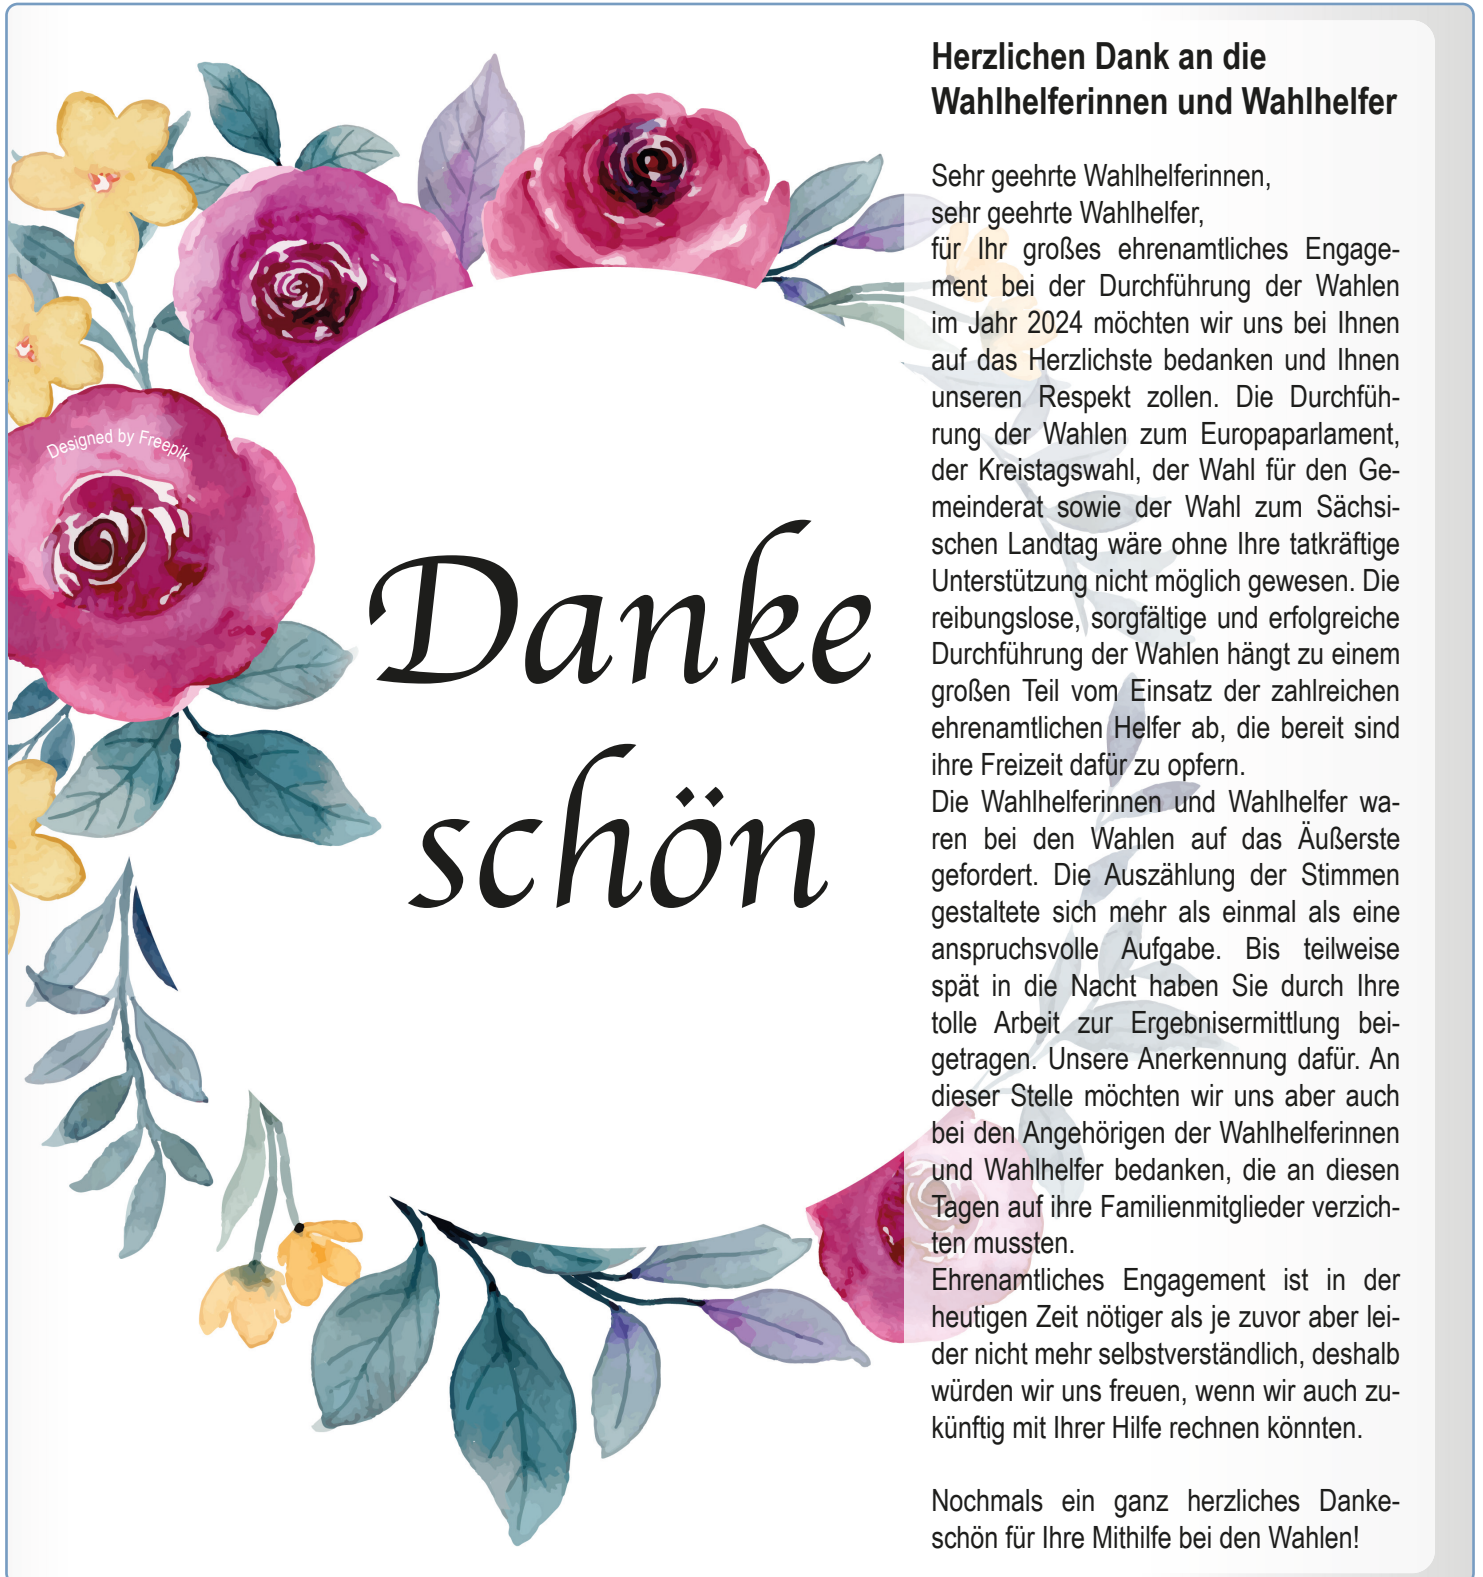 Herzlichen Dank an die
Wahlhelferinnen und Wahlhelfer
Sehr geehrte Wahlhelferinnen,
sehr geehrte Wahlhelfer,
für Ihr großes ehrenamtliches Engage-
ment bei der Durchführung der Wahlen
im Jahr 2024 möchten wir uns bei Ihnen
auf das Herzlichste bedanken und Ihnen
unseren Respekt zollen. Die Durchfüh-
rung der Wahlen zum Europaparlament,
der Kreistagswahl, der Wahl für den Ge-
meinderat sowie der Wahl zum Sächsi-
schen Landtag wäre ohne Ihre tatkräftige
Unterstützung nicht möglich gewesen. Die
reibungslose, sorgfältige und erfolgreiche
Durchführung der Wahlen hängt zu einem
großen Teil vom Einsatz der zahlreichen
ehrenamtlichen Helfer ab, die bereit sind
ihre Freizeit dafür zu opfern.
Die Wahlhelferinnen und Wahlhelfer wa-
ren bei den Wahlen auf das Äußerste
gefordert. Die Auszählung der Stimmen
gestaltete sich mehr als einmal als eine
anspruchsvolle Aufgabe. Bis teilweise
spät in die Nacht haben Sie durch Ihre
tolle Arbeit zur Ergebnisermittlung bei-
getragen. Unsere Anerkennung dafür. An
dieser Stelle möchten wir uns aber auch
bei den Angehörigen der Wahlhelferinnen
und Wahlhelfer bedanken, die an diesen
Tagen auf ihre Familienmitglieder verzich-
ten mussten.
Ehrenamtliches Engagement ist in der
heutigen Zeit nötiger als je zuvor aber lei-
der nicht mehr selbstverständlich, deshalb
würden wir uns freuen, wenn wir auch zu-
künftig mit Ihrer Hilfe rechnen könnten.
Nochmals ein ganz herzliches Danke-
schön für Ihre Mithilfe bei den Wahlen!
Designed by Freepik
Danke
schön